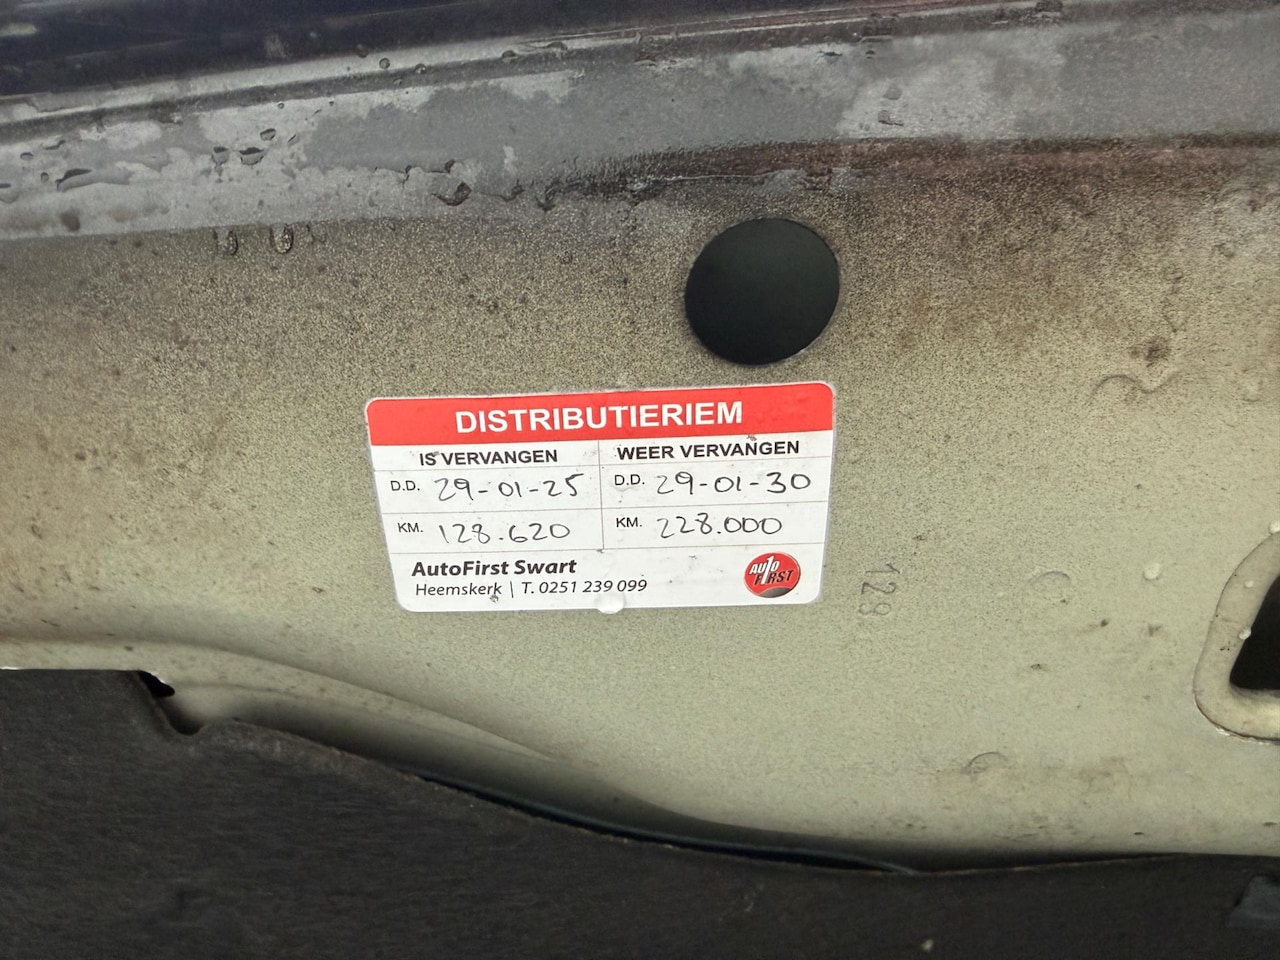 DISTRIBUTIERIEM
IS VERVANGEN WEER VERVANGEN
D.D. 29-01-25 D.D. 29-01-30
KM. 128.620 KM. 228.000
AutoFirst Swart
Heemskerk | T. 0251 239 099
AUTO
FIRST
129